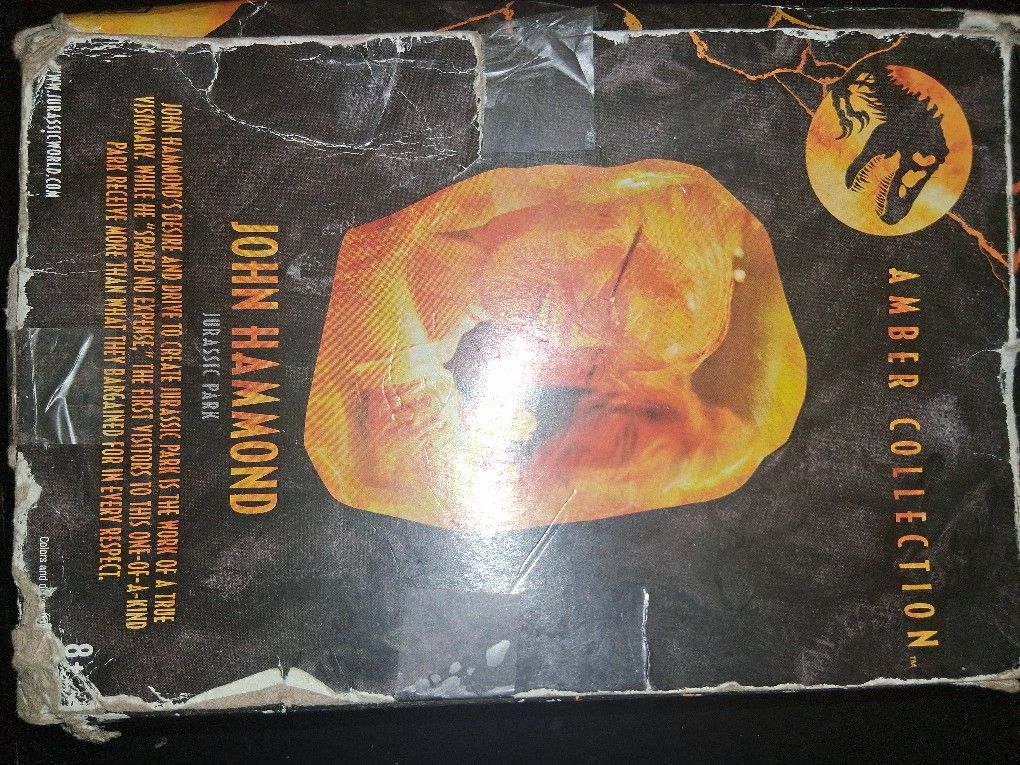 AMBER COLLECTION™
JOHN HAMMOND
JURASSIC PARK
JOHN HAMMOND'S DESIRE AND DRIVE TO CREATE JURASSIC PARK IS THE WORK OF A TRUE
VISIONARY. WHILE HE "SPARED NO EXPENSE," THE FIRST VISITORS TO THIS ONE-OF-A-KIND
PARK RECEIVE MORE THAN WHAT THEY BARGAINED FOR IN EVERY RESPECT.
WWW.JURASSICWORLD.COM
Colors and
8+